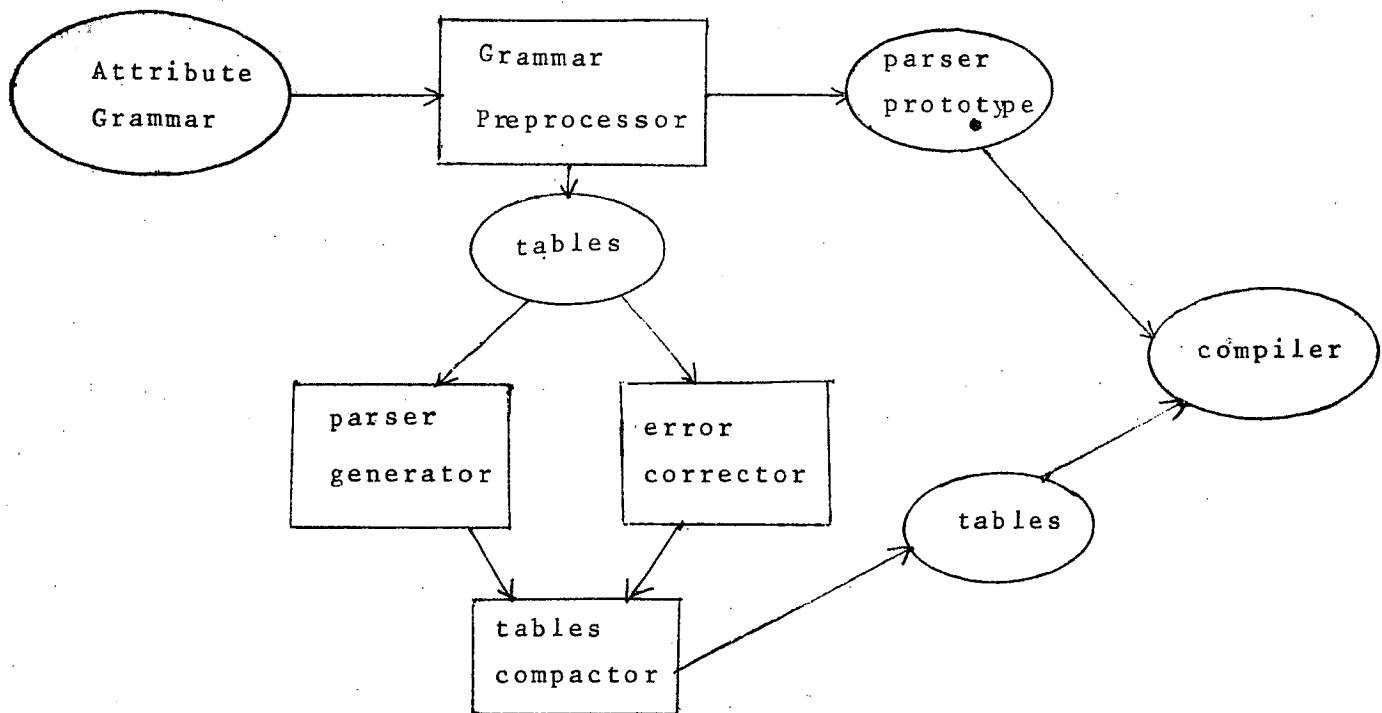 Attribute
Grammar
Grammar
Preprocessor
parser
prototype
tables
parser
generator
error
corrector
tables
compactor
tables
compiler